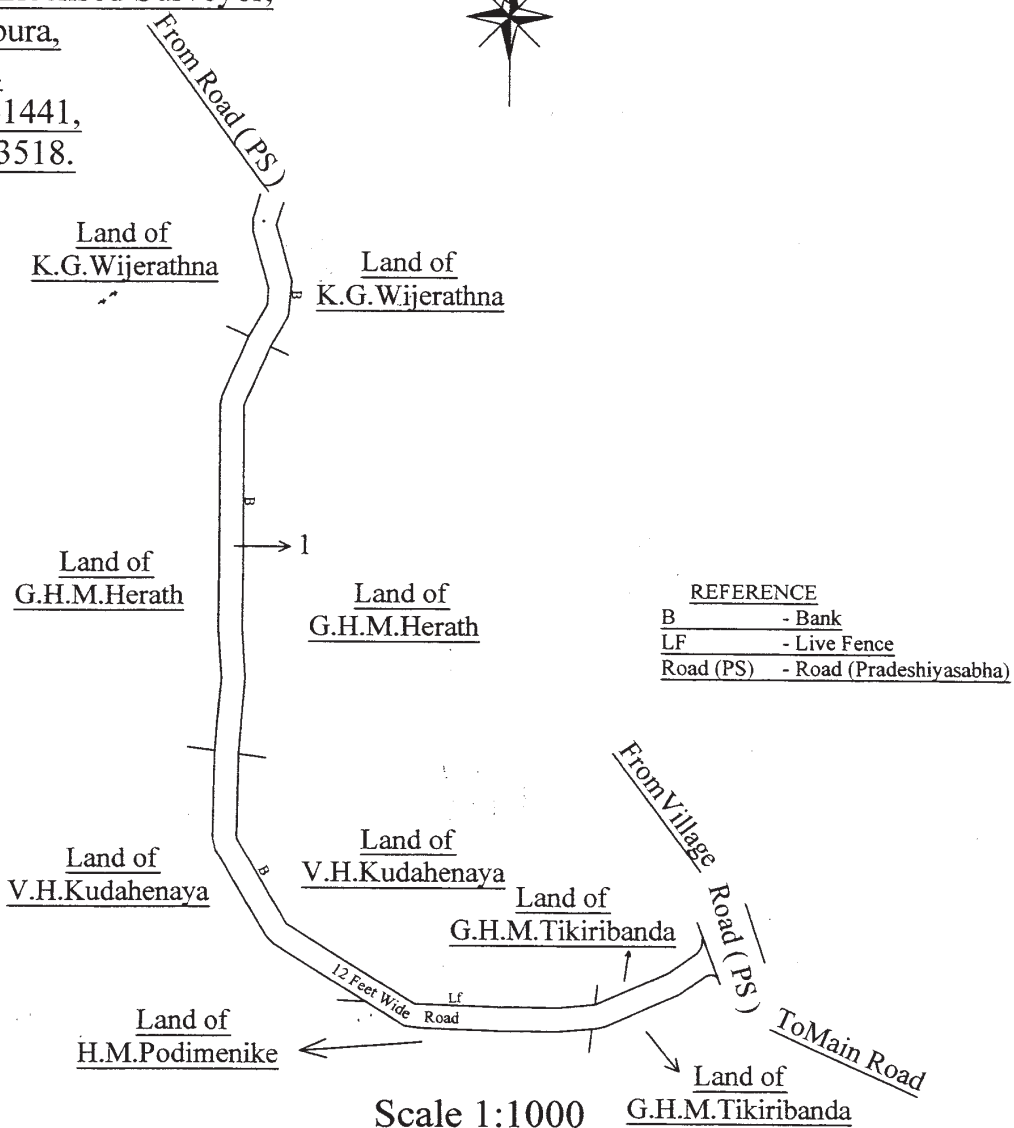 Licensed Surveyor,
pura,
1441,
3518.
From Road ( PS )
Land of
K.G.Wijerathna
Land of
K.G.Wijerathna
B
B
1
Land of
G.H.M.Herath
Land of
G.H.M.Herath
REFERENCE
B - Bank
LF - Live Fence
Road (PS) - Road (Pradeshiyasabha)
From Village Road ( PS )
Land of
V.H.Kudahenaya
B
Land of
V.H.Kudahenaya
Land of
G.H.M.Tikiribanda
12 Feet Wide Road
Lf
Land of
H.M.Podimenike
To Main Road
Land of
G.H.M.Tikiribanda
Scale 1:1000